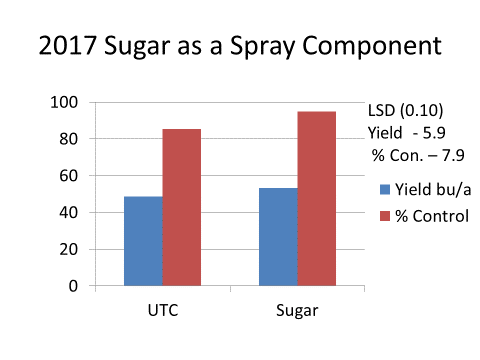 2017 Sugar as a Spray Component
100
80
60
40
20
0
UTC
Sugar
LSD (0.10)
Yield - 5.9
% Con. – 7.9
Yield bu/a
% Control